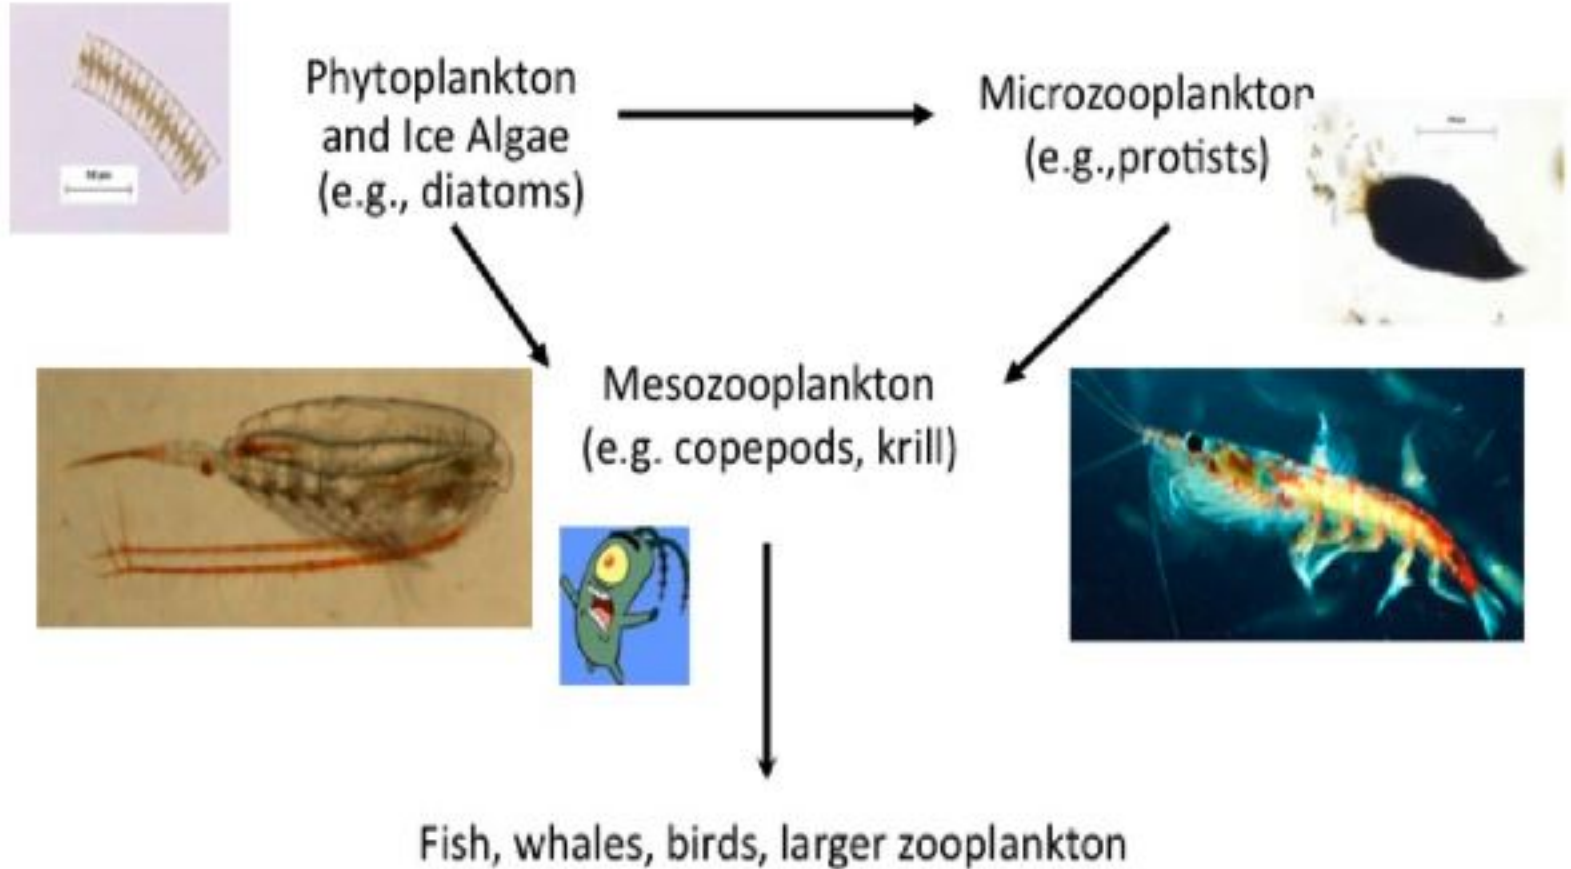 Phytoplankton
and Ice Algae
(e.g., diatoms)
Microzooplankton
(e.g.,protists)
Mesozooplankton
(e.g. copepods, krill)
Fish, whales, birds, larger zooplankton